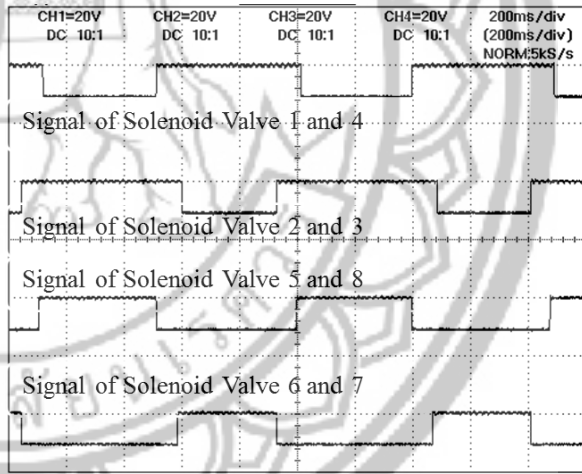 CH1=20V CH2=20V CH3=20V CH4=20V 200ms/div
DC 10:1 DC 10:1 DC 10:1 DC 10:1 (200ms/div)
NORM:5kS/s
Signal of Solenoid Valve 1 and 4
Signal of Solenoid Valve 2 and 3
Signal of Solenoid Valve 5 and 8
Signal of Solenoid Valve 6 and 7